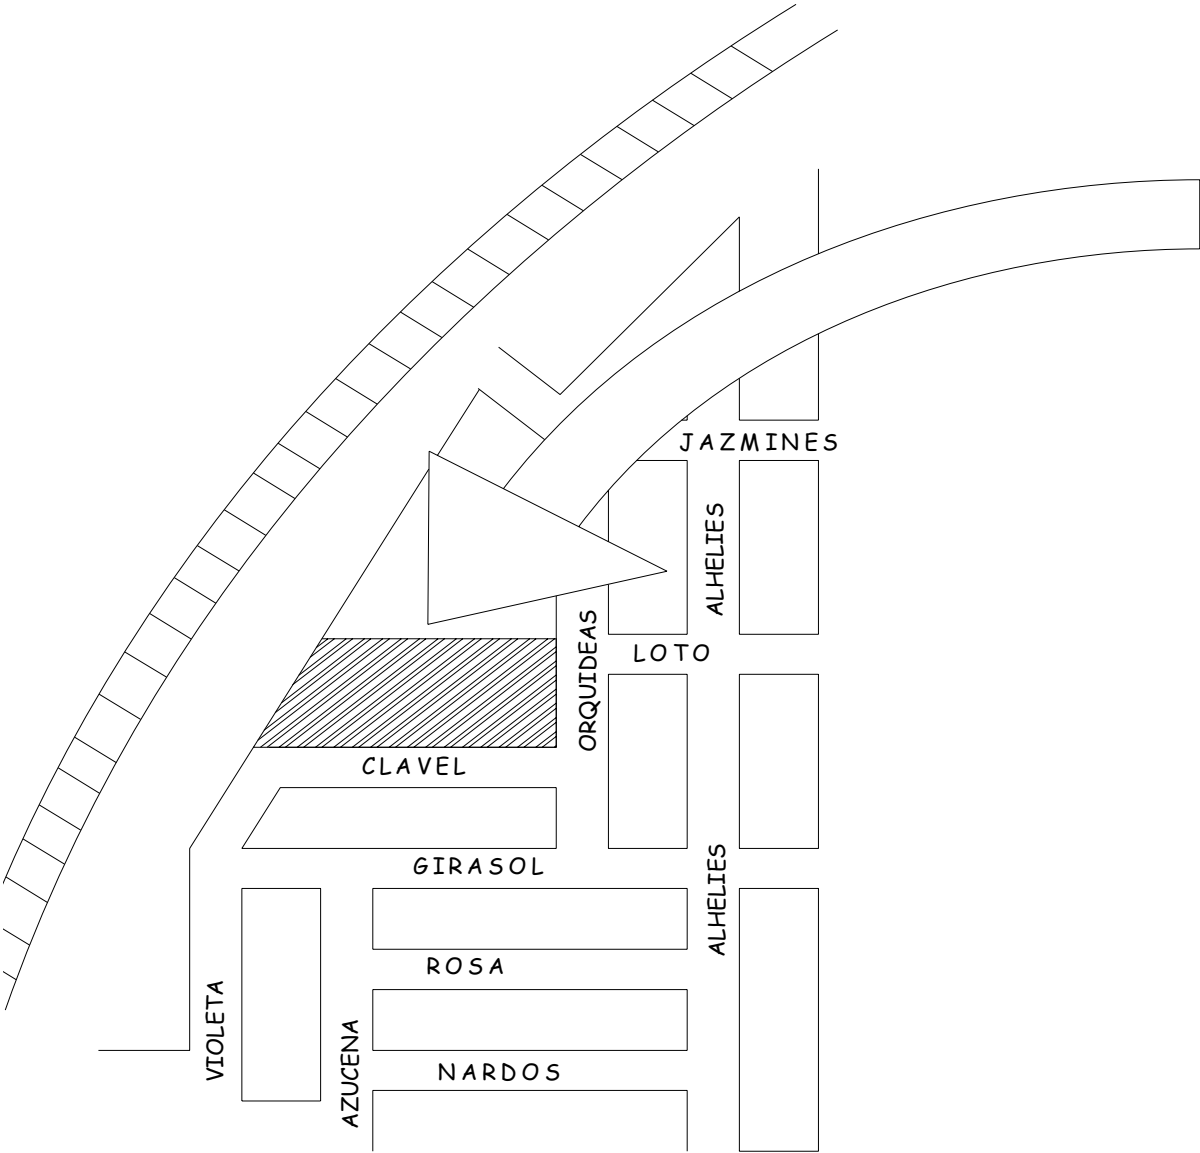 JAZMINES
ALHELIES
ORQUIDEAS
LOTO
CLAVEL
GIRASOL
ALHELIES
ROSA
VIOLETA
AZUCENA
NARDOS